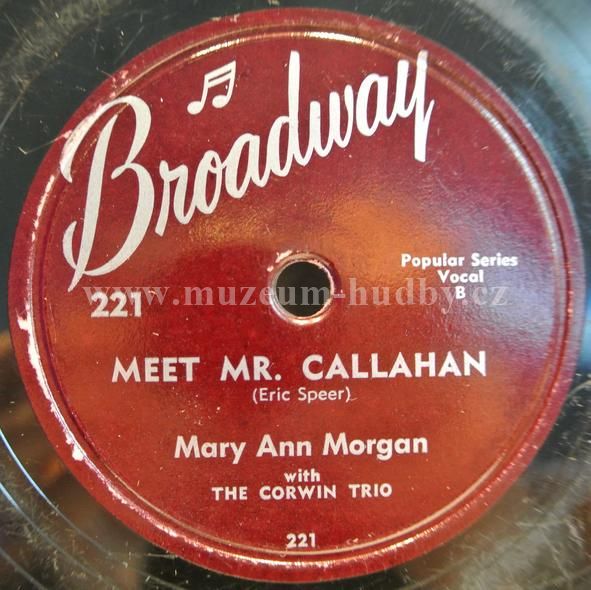 Broadway
Popular Series
Vocal
B
221
www.muzeum-hudby.cz
MEET MR. CALLAHAN
(Eric Speer)
Mary Ann Morgan
with
THE CORWIN TRIO
221